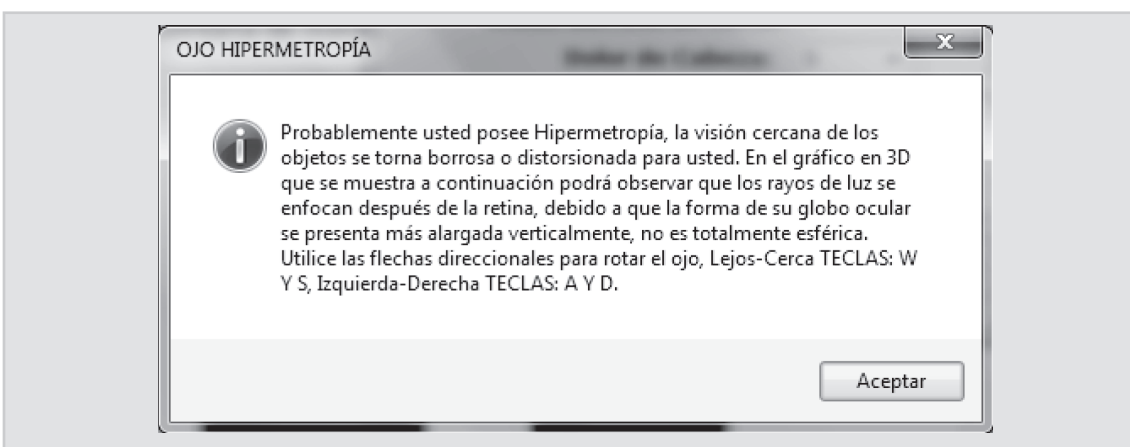 OJO HIPERMETROPÍA
Dolor de Cabeza
Probablemente usted posee Hipermetropía, la visión cercana de los
objetos se torna borrosa o distorsionada para usted. En el gráfico en 3D
que se muestra a continuación podrá observar que los rayos de luz se
enfocan después de la retina, debido a que la forma de su globo ocular
se presenta más alargada verticalmente, no es totalmente esférica.
Utilice las flechas direccionales para rotar el ojo, Lejos-Cerca TECLAS: W
Y S, Izquierda-Derecha TECLAS: A Y D.
Aceptar